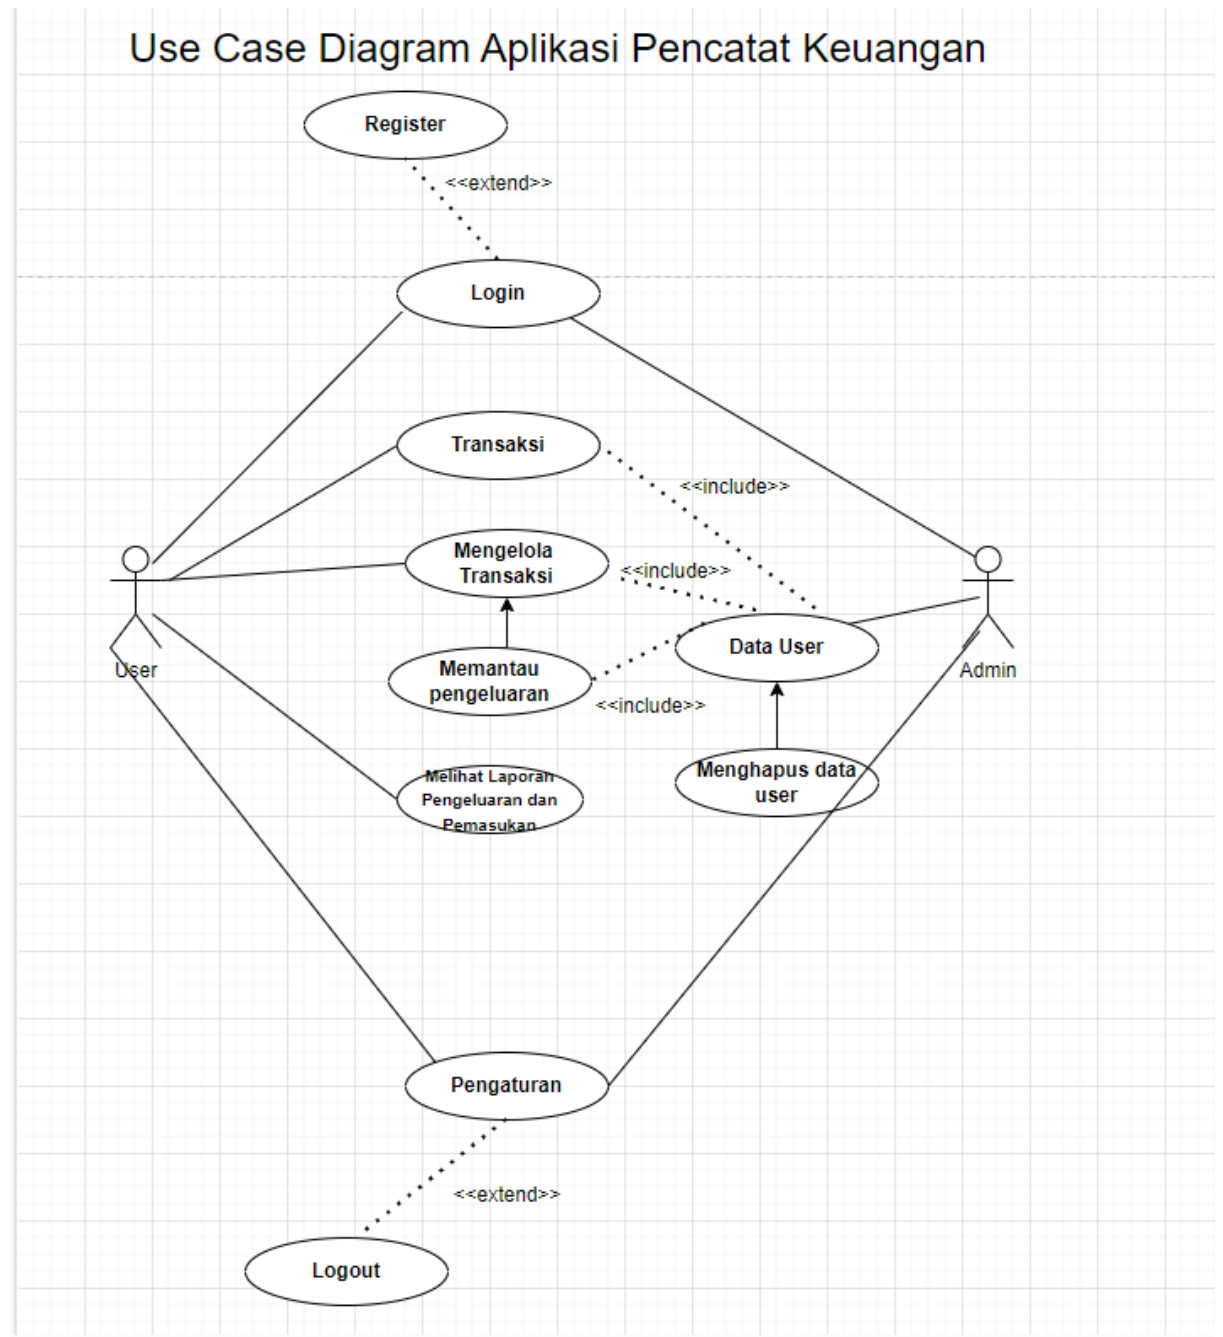 Use Case Diagram Aplikasi Pencatat Keuangan
Register
<<extend>>
Login
Transaksi
<<include>>
Mengelola
Transaksi
<<include>>
Data User
Memantau
pengeluaran
<<include>>
User
Admin
Melihat Laporan
Pengeluaran dan
Pemasukan
Menghapus data
user
Pengaturan
<<extend>>
Logout